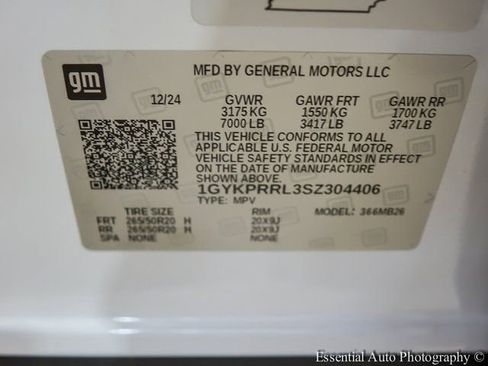 gm
MFD BY GENERAL MOTORS LLC
12/24 GVWR GAWR FRT GAWR RR
3175 KG 1550 KG 1700 KG
7000 LB 3417 LB 3747 LB
THIS VEHICLE CONFORMS TO ALL
APPLICABLE U.S. FEDERAL MOTOR
VEHICLE SAFETY STANDARDS IN EFFECT
ON THE DATE OF MANUFACTURE
SHOWN ABOVE.
1GYKPRRL3SZ304406
TYPE: MPV MODEL: 366MB26
TIRE SIZE RIM
FRT 265/50R20 H 20X9J
RR 265/50R20 H 20X9J
SPA NONE NONE
Essential Auto Photography ©